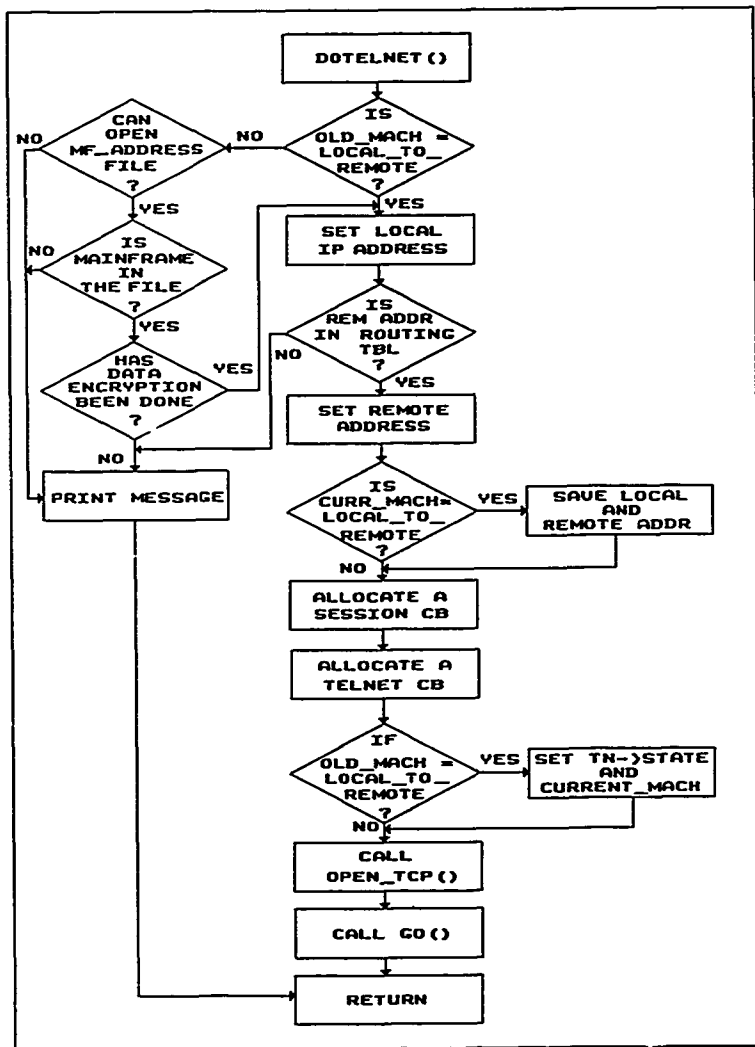 DOTELNET()
IS
OLD_MACH =
LOCAL_TO_
REMOTE
?
NO
YES
CAN
OPEN
MF_ADDRESS
FILE
?
NO
YES
IS
MAINFRAME
IN
THE FILE
?
NO
YES
HAS
DATA
ENCRYPTION
BEEN DONE
?
YES
NO
PRINT MESSAGE
SET LOCAL
IP ADDRESS
IS
REM ADDR
IN ROUTING
TBL
?
NO
YES
SET REMOTE
ADDRESS
IS
CURR_MACH=
LOCAL_TO_
REMOTE
?
YES
NO
SAVE LOCAL
AND
REMOTE ADDR
ALLOCATE A
SESSION CB
ALLOCATE A
TELNET CB
IF
OLD_MACH =
LOCAL_TO_
REMOTE
?
YES
NO
SET TN->STATE
AND
CURRENT_MACH
CALL
OPEN_TCP()
CALL GO()
RETURN